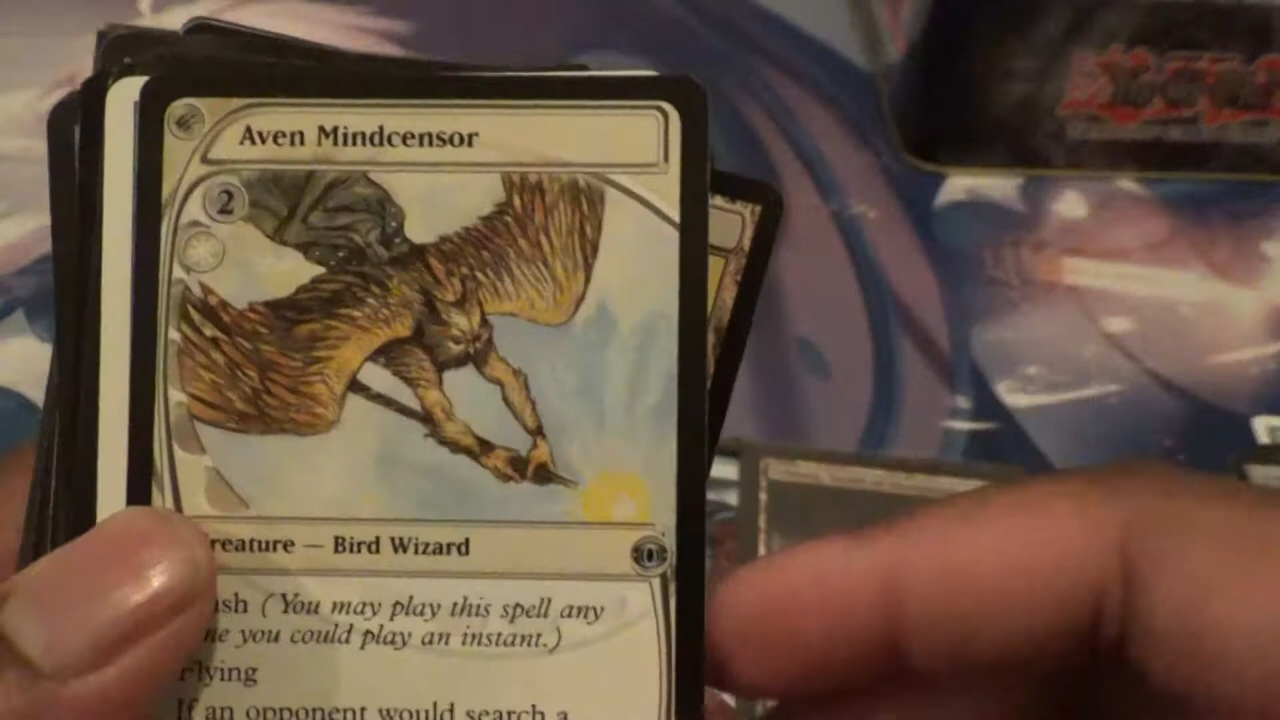 Aven Mindcensor
2
reature — Bird Wizard
ash (You may play this spell any
ne you could play an instant.)
Flying
If an opponent would search a